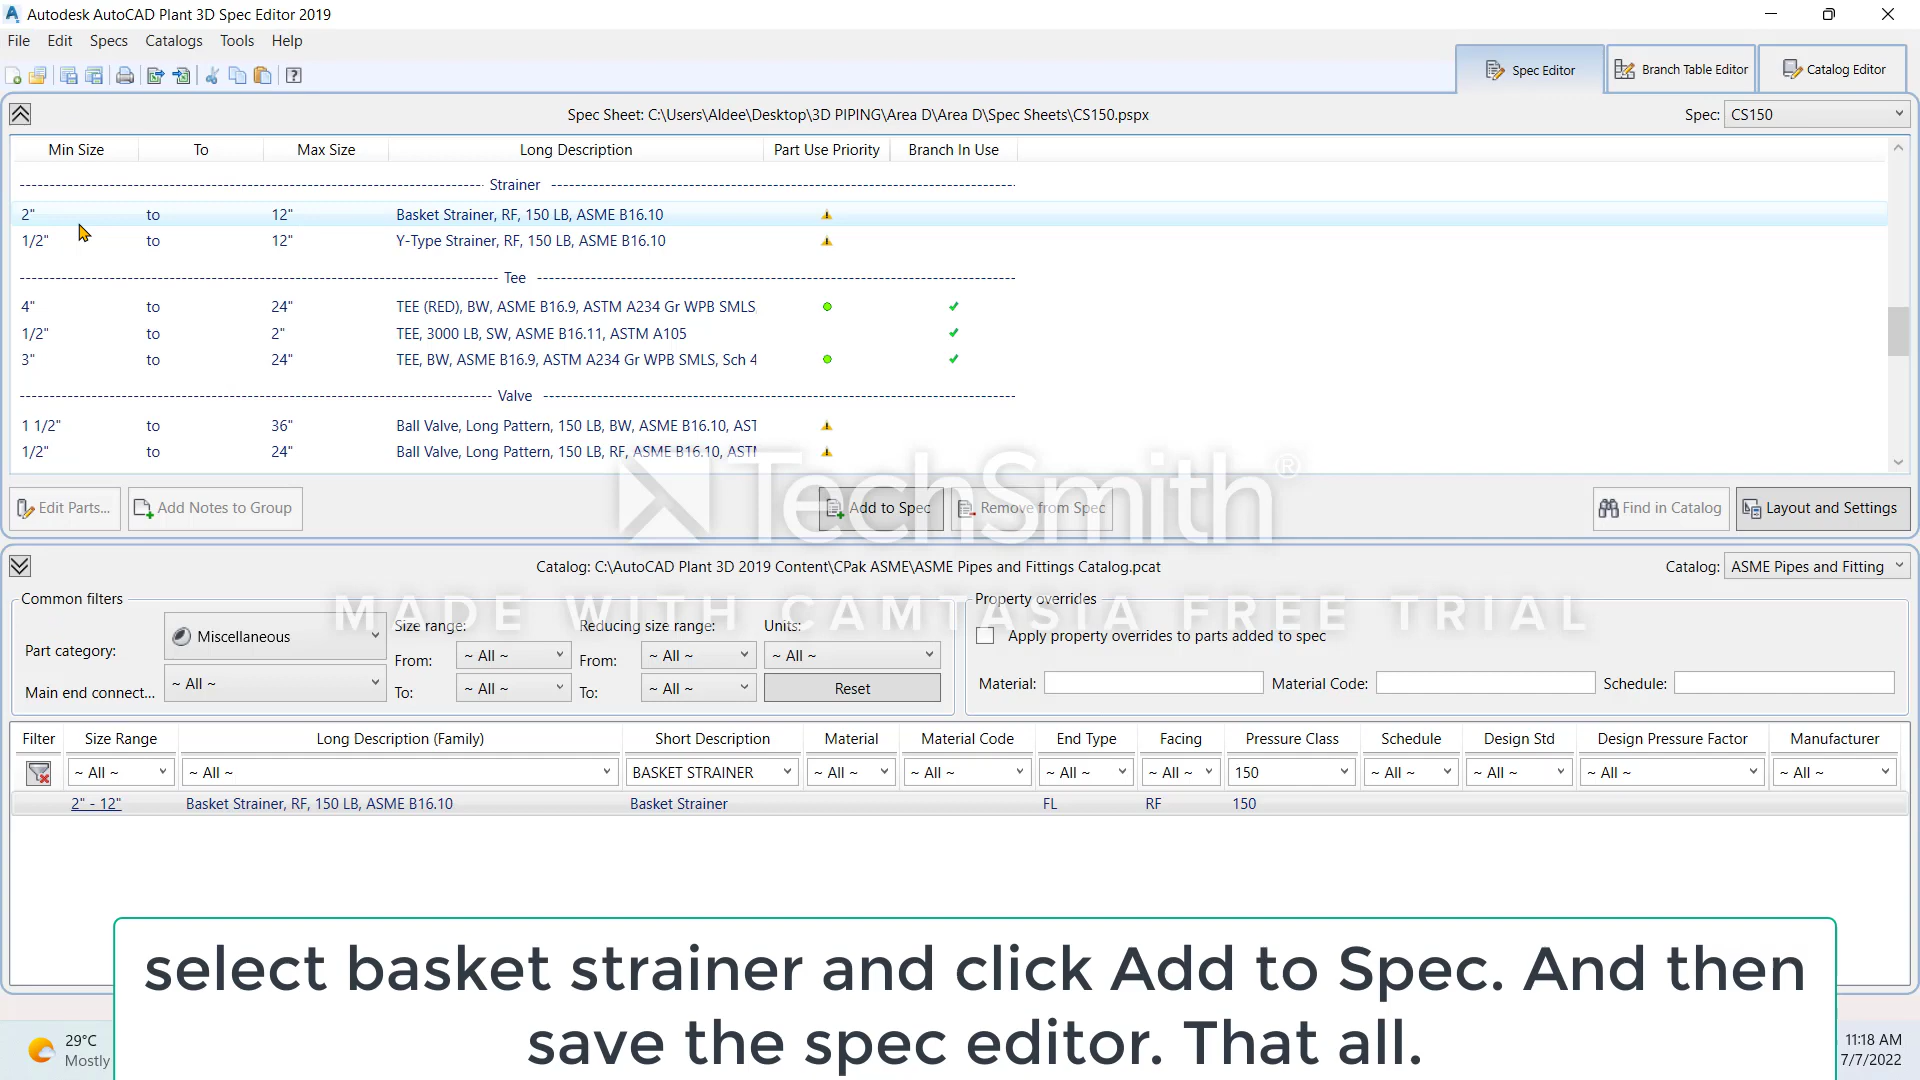 Autodesk AutoCAD Plant 3D Spec Editor 2019
File Edit Specs Catalogs Tools Help
Spec Editor Branch Table Editor Catalog Editor
Spec Sheet: C:\Users\Aldee\Desktop\3D PIPING\Area D\Area D\Spec Sheets\CS150.pspx Spec: CS150
Min Size To Max Size Long Description Part Use Priority Branch In Use
Strainer
2" to 12" Basket Strainer, RF, 150 LB, ASME B16.10
1/2" to 12" Y-Type Strainer, RF, 150 LB, ASME B16.10
Tee
4" to 24" TEE (RED), BW, ASME B16.9, ASTM A234 Gr WPB SMLS,
1/2" to 2" TEE, 3000 LB, SW, ASME B16.11, ASTM A105
3" to 24" TEE, BW, ASME B16.9, ASTM A234 Gr WPB SMLS, Sch 4
Valve
1 1/2" to 36" Ball Valve, Long Pattern, 150 LB, BW, ASME B16.10, AST
1/2" to 24" Ball Valve, Long Pattern, 150 LB, RF, ASME B16.10, ASTM
TechSmith®
Edit Parts... Add Notes to Group Add to Spec Remove from Spec Find in Catalog Layout and Settings
Catalog: C:\AutoCAD Plant 3D 2019 Content\CPak ASME\ASME Pipes and Fittings Catalog.pcat Catalog: ASME Pipes and Fitting
MADE WITH CAMTASIA FREE TRIAL
Common filters Property overrides
Size range: Reducing size range: Units:
Part category: Miscellaneous Apply property overrides to parts added to spec
From: ~ All ~ From: ~ All ~ ~ All ~
Main end connect... ~ All ~ To: ~ All ~ To: ~ All ~ Reset Material: Material Code: Schedule:
Filter Size Range Long Description (Family) Short Description Material Material Code End Type Facing Pressure Class Schedule Design Std Design Pressure Factor Manufacturer
~ All ~ ~ All ~ BASKET STRAINER ~ All ~ ~ All ~ ~ All ~ ~ All ~ 150 ~ All ~ ~ All ~ ~ All ~ ~ All ~
2" - 12" Basket Strainer, RF, 150 LB, ASME B16.10 Basket Strainer FL RF 150
select basket strainer and click Add to Spec. And then
save the spec editor. That all.
29°C
Mostly
11:18 AM
7/7/2022